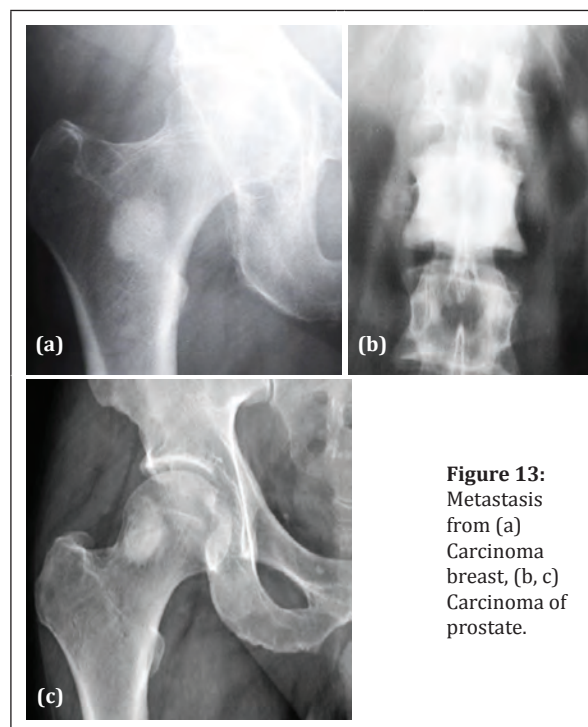 (a)
(b)
(c)
Figure 13:
Metastasis
from (a)
Carcinoma
breast, (b, c)
Carcinoma of
prostate.